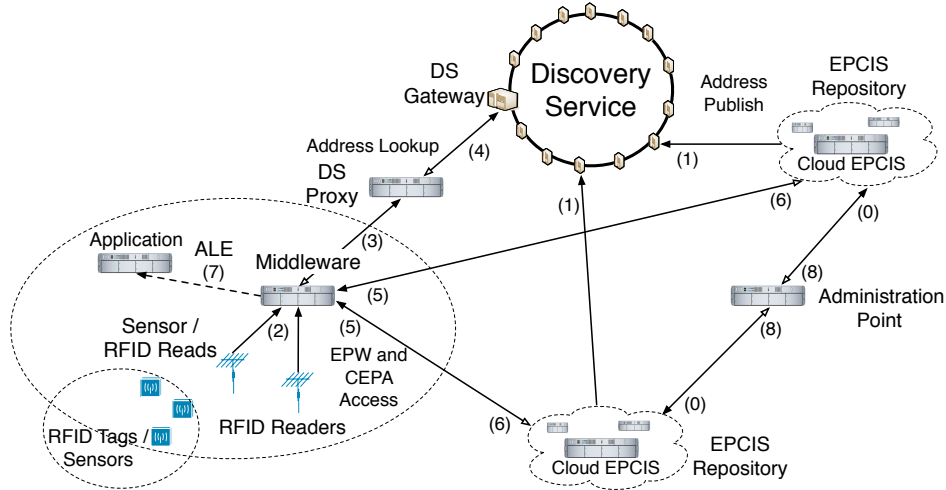 DS
Gateway
Discovery
Service
Address
Publish
EPCIS
Repository
Cloud EPCIS
Address Lookup
(4)
(1)
DS
Proxy
(1)
(6)
(0)
(3)
Application
ALE
(7)
Middleware
(5)
(8)
Administration
Point
(8)
(2)
(5)
Sensor /
RFID Reads
EPW and
CEPA
Access
RFID Readers
(0)
(6)
RFID Tags /
Sensors
Cloud EPCIS
EPCIS
Repository